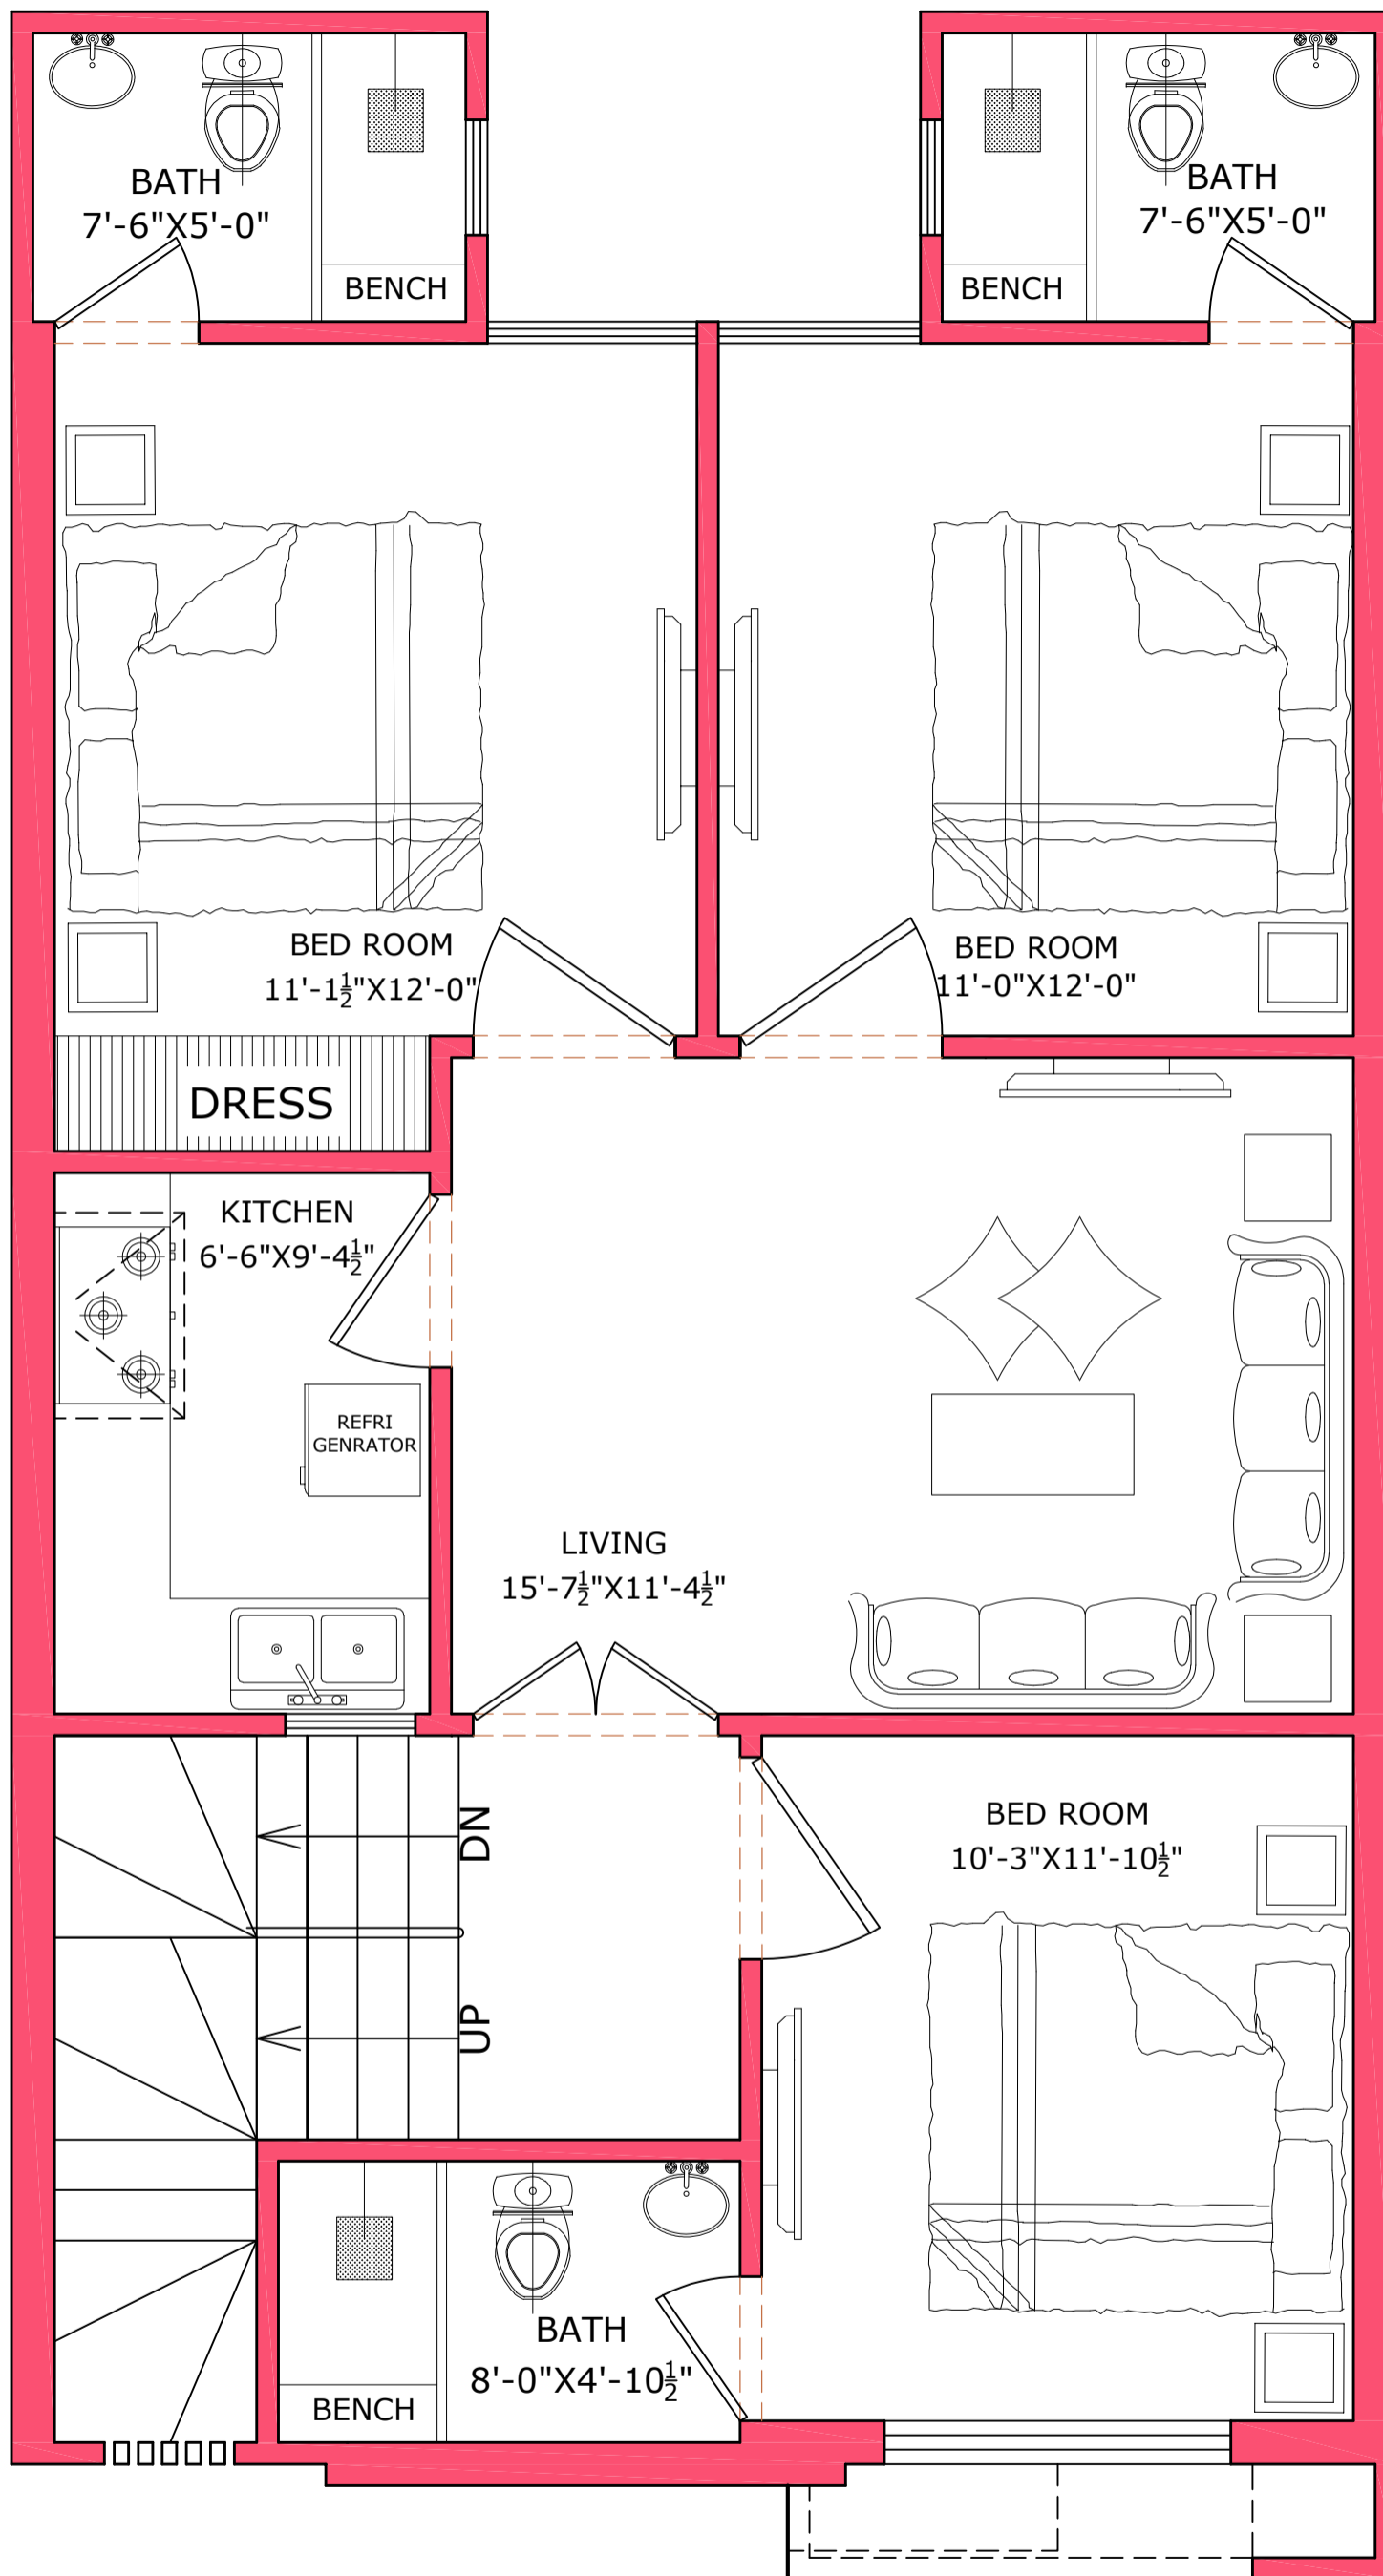 BATH
7'-6"X5'-0"
BENCH
BATH
7'-6"X5'-0"
BENCH
BED ROOM
11'-1½"X12'-0"
BED ROOM
11'-0"X12'-0"
DRESS
KITCHEN
6'-6"X9'-4½"
REFRI
GENRATOR
LIVING
15'-7½"X11'-4½"
DN
UP
BED ROOM
10'-3"X11'-10½"
BATH
8'-0"X4'-10½"
BENCH